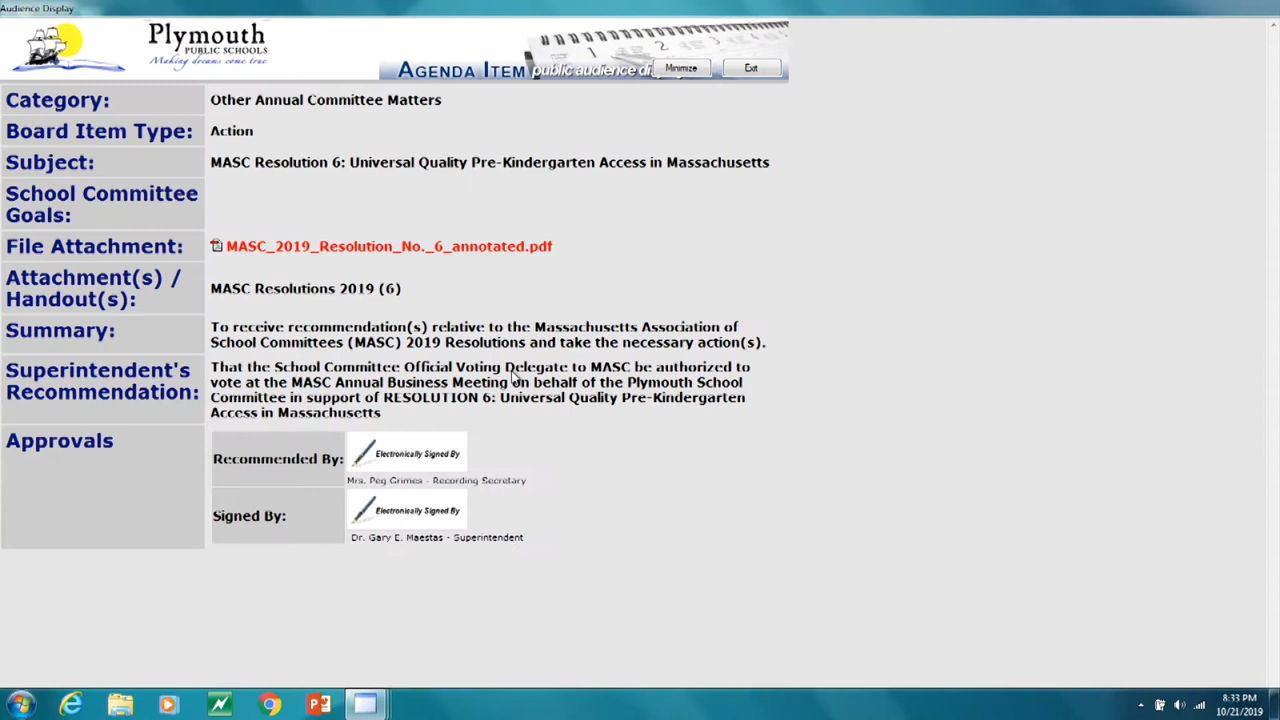 Audience Display
Plymouth
PUBLIC SCHOOLS
Making dreams come true
1 2 3 4
AGENDA ITEM public audience di
Minimize Exit
Category: Other Annual Committee Matters
Board Item Type: Action
Subject: MASC Resolution 6: Universal Quality Pre-Kindergarten Access in Massachusetts
School Committee
Goals:
File Attachment: MASC_2019_Resolution_No._6_annotated.pdf
Attachment(s) /
Handout(s): MASC Resolutions 2019 (6)
Summary: To receive recommendation(s) relative to the Massachusetts Association of
School Committees (MASC) 2019 Resolutions and take the necessary action(s).
Superintendent's
Recommendation:
That the School Committee Official Voting Delegate to MASC be authorized to
vote at the MASC Annual Business Meeting on behalf of the Plymouth School
Committee in support of RESOLUTION 6: Universal Quality Pre-Kindergarten
Access in Massachusetts
Approvals
Recommended By: Electronically Signed By
Mrs. Peg Grimes - Recording Secretary
Signed By: Electronically Signed By
Dr. Gary E. Maestas - Superintendent
8:33 PM
10/21/2019